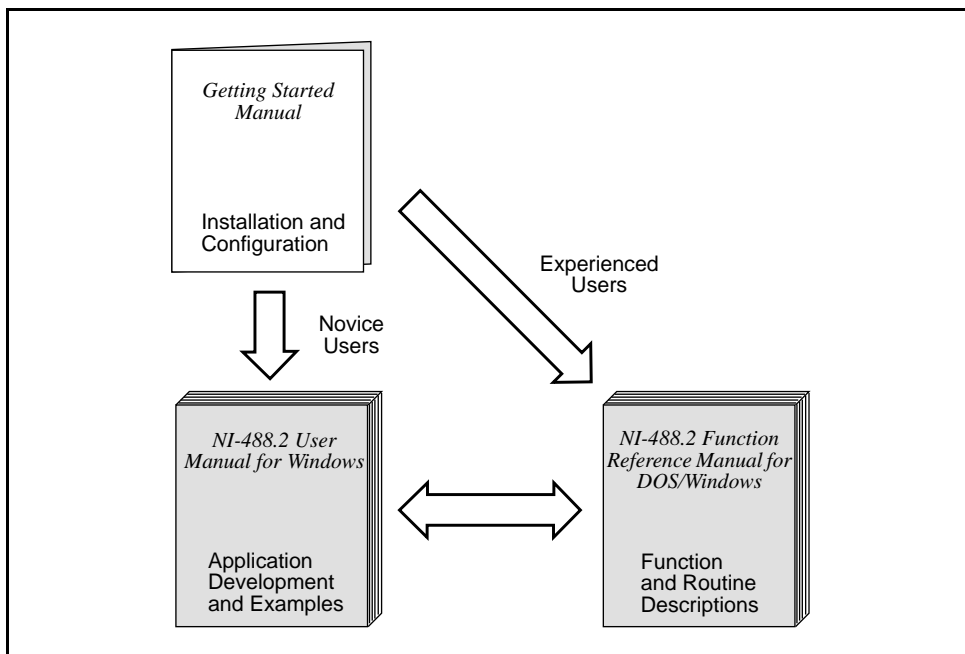 Getting Started
Manual
Installation and
Configuration
Experienced
Users
Novice
Users
NI-488.2 User
Manual for Windows
Application
Development
and Examples
NI-488.2 Function
Reference Manual for
DOS/Windows
Function
and Routine
Descriptions